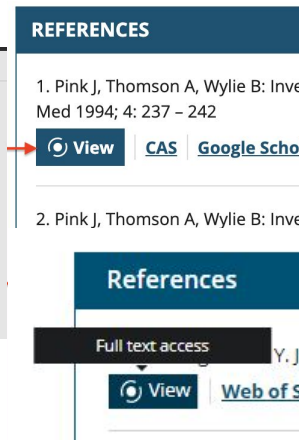 REFERENCES
1. Pink J, Thomson A, Wylie B: Inve
Med 1994; 4: 237 – 242
View CAS Google Scho
2. Pink J, Thomson A, Wylie B: Inve
References
Full text access
Y. J
View Web of S